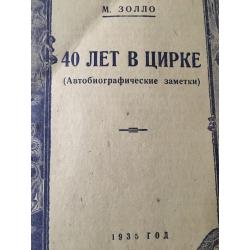 М. ЗОЛЛО
40 ЛЕТ В ЦИРКЕ
(Автобиографические заметки)
1935 ГОД